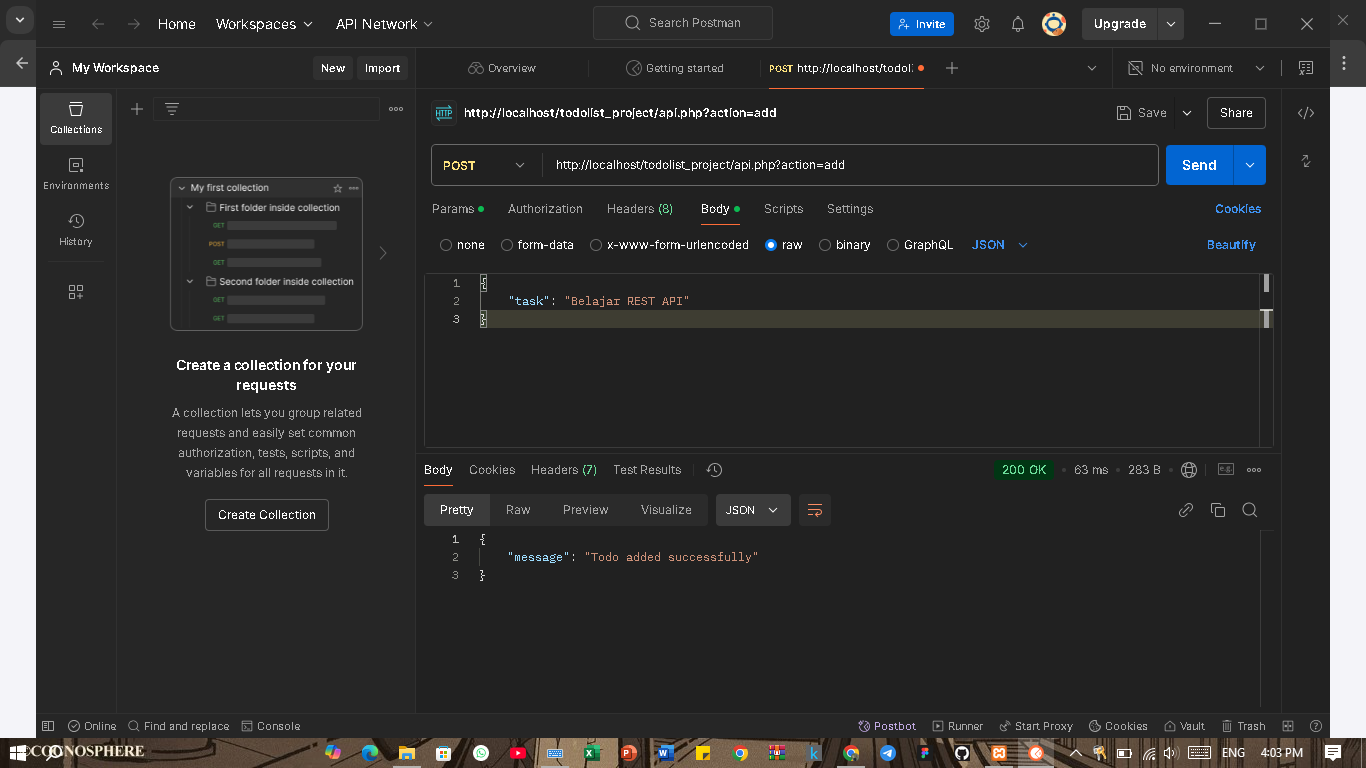 Home Workspaces API Network Search Postman Invite Upgrade
My Workspace New Import Overview Getting started POST http://localhost/todol No environment
Collections
Environments
History
My first collection
First folder inside collection
GET
POST
GET
Second folder inside collection
GET
GET
Create a collection for your
requests
A collection lets you group related
requests and easily set common
authorization, tests, scripts, and
variables for all requests in it.
Create Collection
HTTP http://localhost/todolist_project/api.php?action=add Save Share
POST http://localhost/todolist_project/api.php?action=add Send
Params Authorization Headers (8) Body Scripts Settings Cookies
none form-data x-www-form-urlencoded raw binary GraphQL JSON Beautify
1 {
2 "task": "Belajar REST API"
3 }
Body Cookies Headers (7) Test Results 200 OK • 63 ms • 283 B
Pretty Raw Preview Visualize JSON
1 {
2 "message": "Todo added successfully"
3 }
Online Find and replace Console Postbot Runner Start Proxy Cookies Vault Trash
ENG 4:03 PM